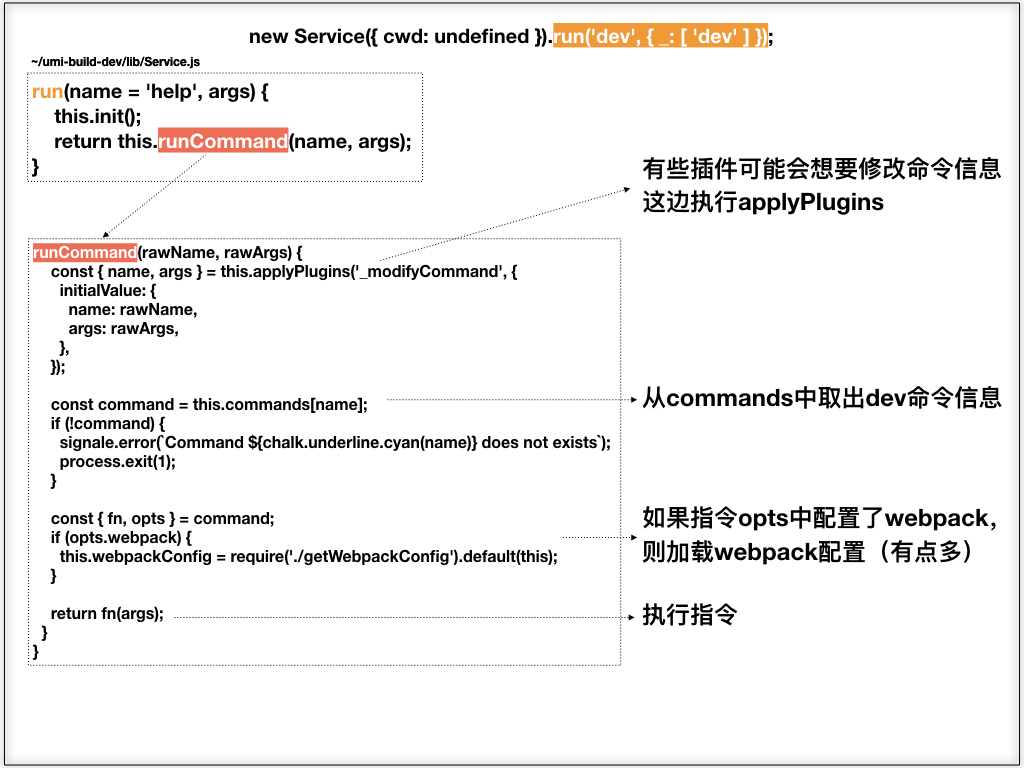 new Service({ cwd: undefined }).run('dev', { _: [ 'dev' ] });
~/umi-build-dev/lib/Service.js
run(name = 'help', args) {
this.init();
return this.runCommand(name, args);
}
有些插件可能会想要修改命令信息
这边执行applyPlugins
runCommand(rawName, rawArgs) {
const { name, args } = this.applyPlugins('_modifyCommand', {
initialValue: {
name: rawName,
args: rawArgs,
},
});
const command = this.commands[name];
从commands中取出dev命令信息
if (!command) {
signale.error(`Command ${chalk.underline.cyan(name)} does not exists`);
process.exit(1);
}
const { fn, opts } = command;
if (opts.webpack) {
this.webpackConfig = require('./getWebpackConfig').default(this);
}
如果指令opts中配置了webpack，
则加载webpack配置（有点多）
return fn(args);
执行指令
}
}